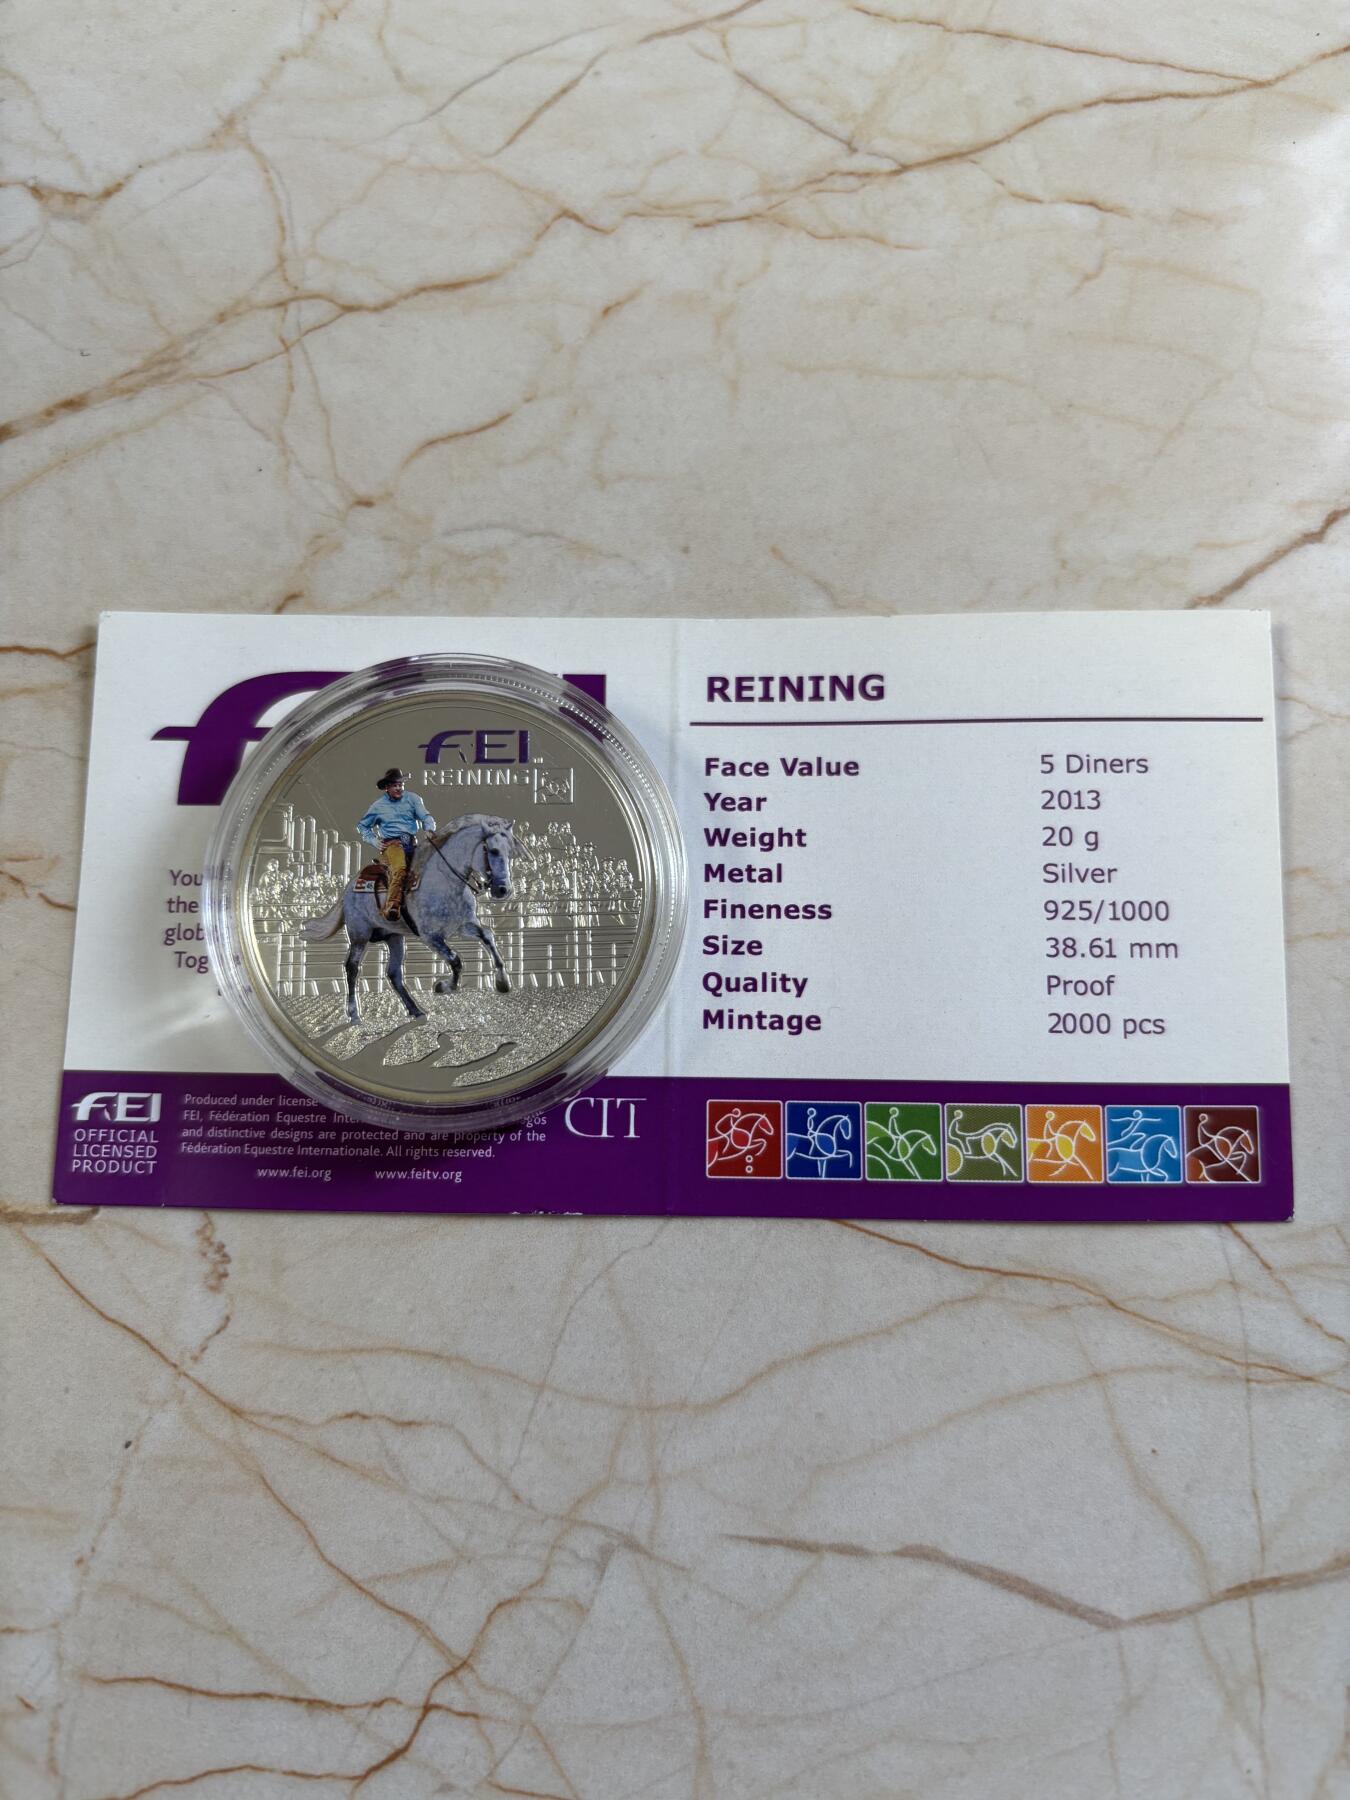 FEI
REINING
You
the
glob
Tog
FEI
OFFICIAL
LICENSED
PRODUCT
Produced under license
FEI, Fédération Equestre Inter
and distinctive designs are protected and are property of the
Fédération Equestre Internationale. All rights reserved.
www.fei.org www.feitv.org
CIT
REINING
Face Value 5 Diners
Year 2013
Weight 20 g
Metal Silver
Fineness 925/1000
Size 38.61 mm
Quality Proof
Mintage 2000 pcs